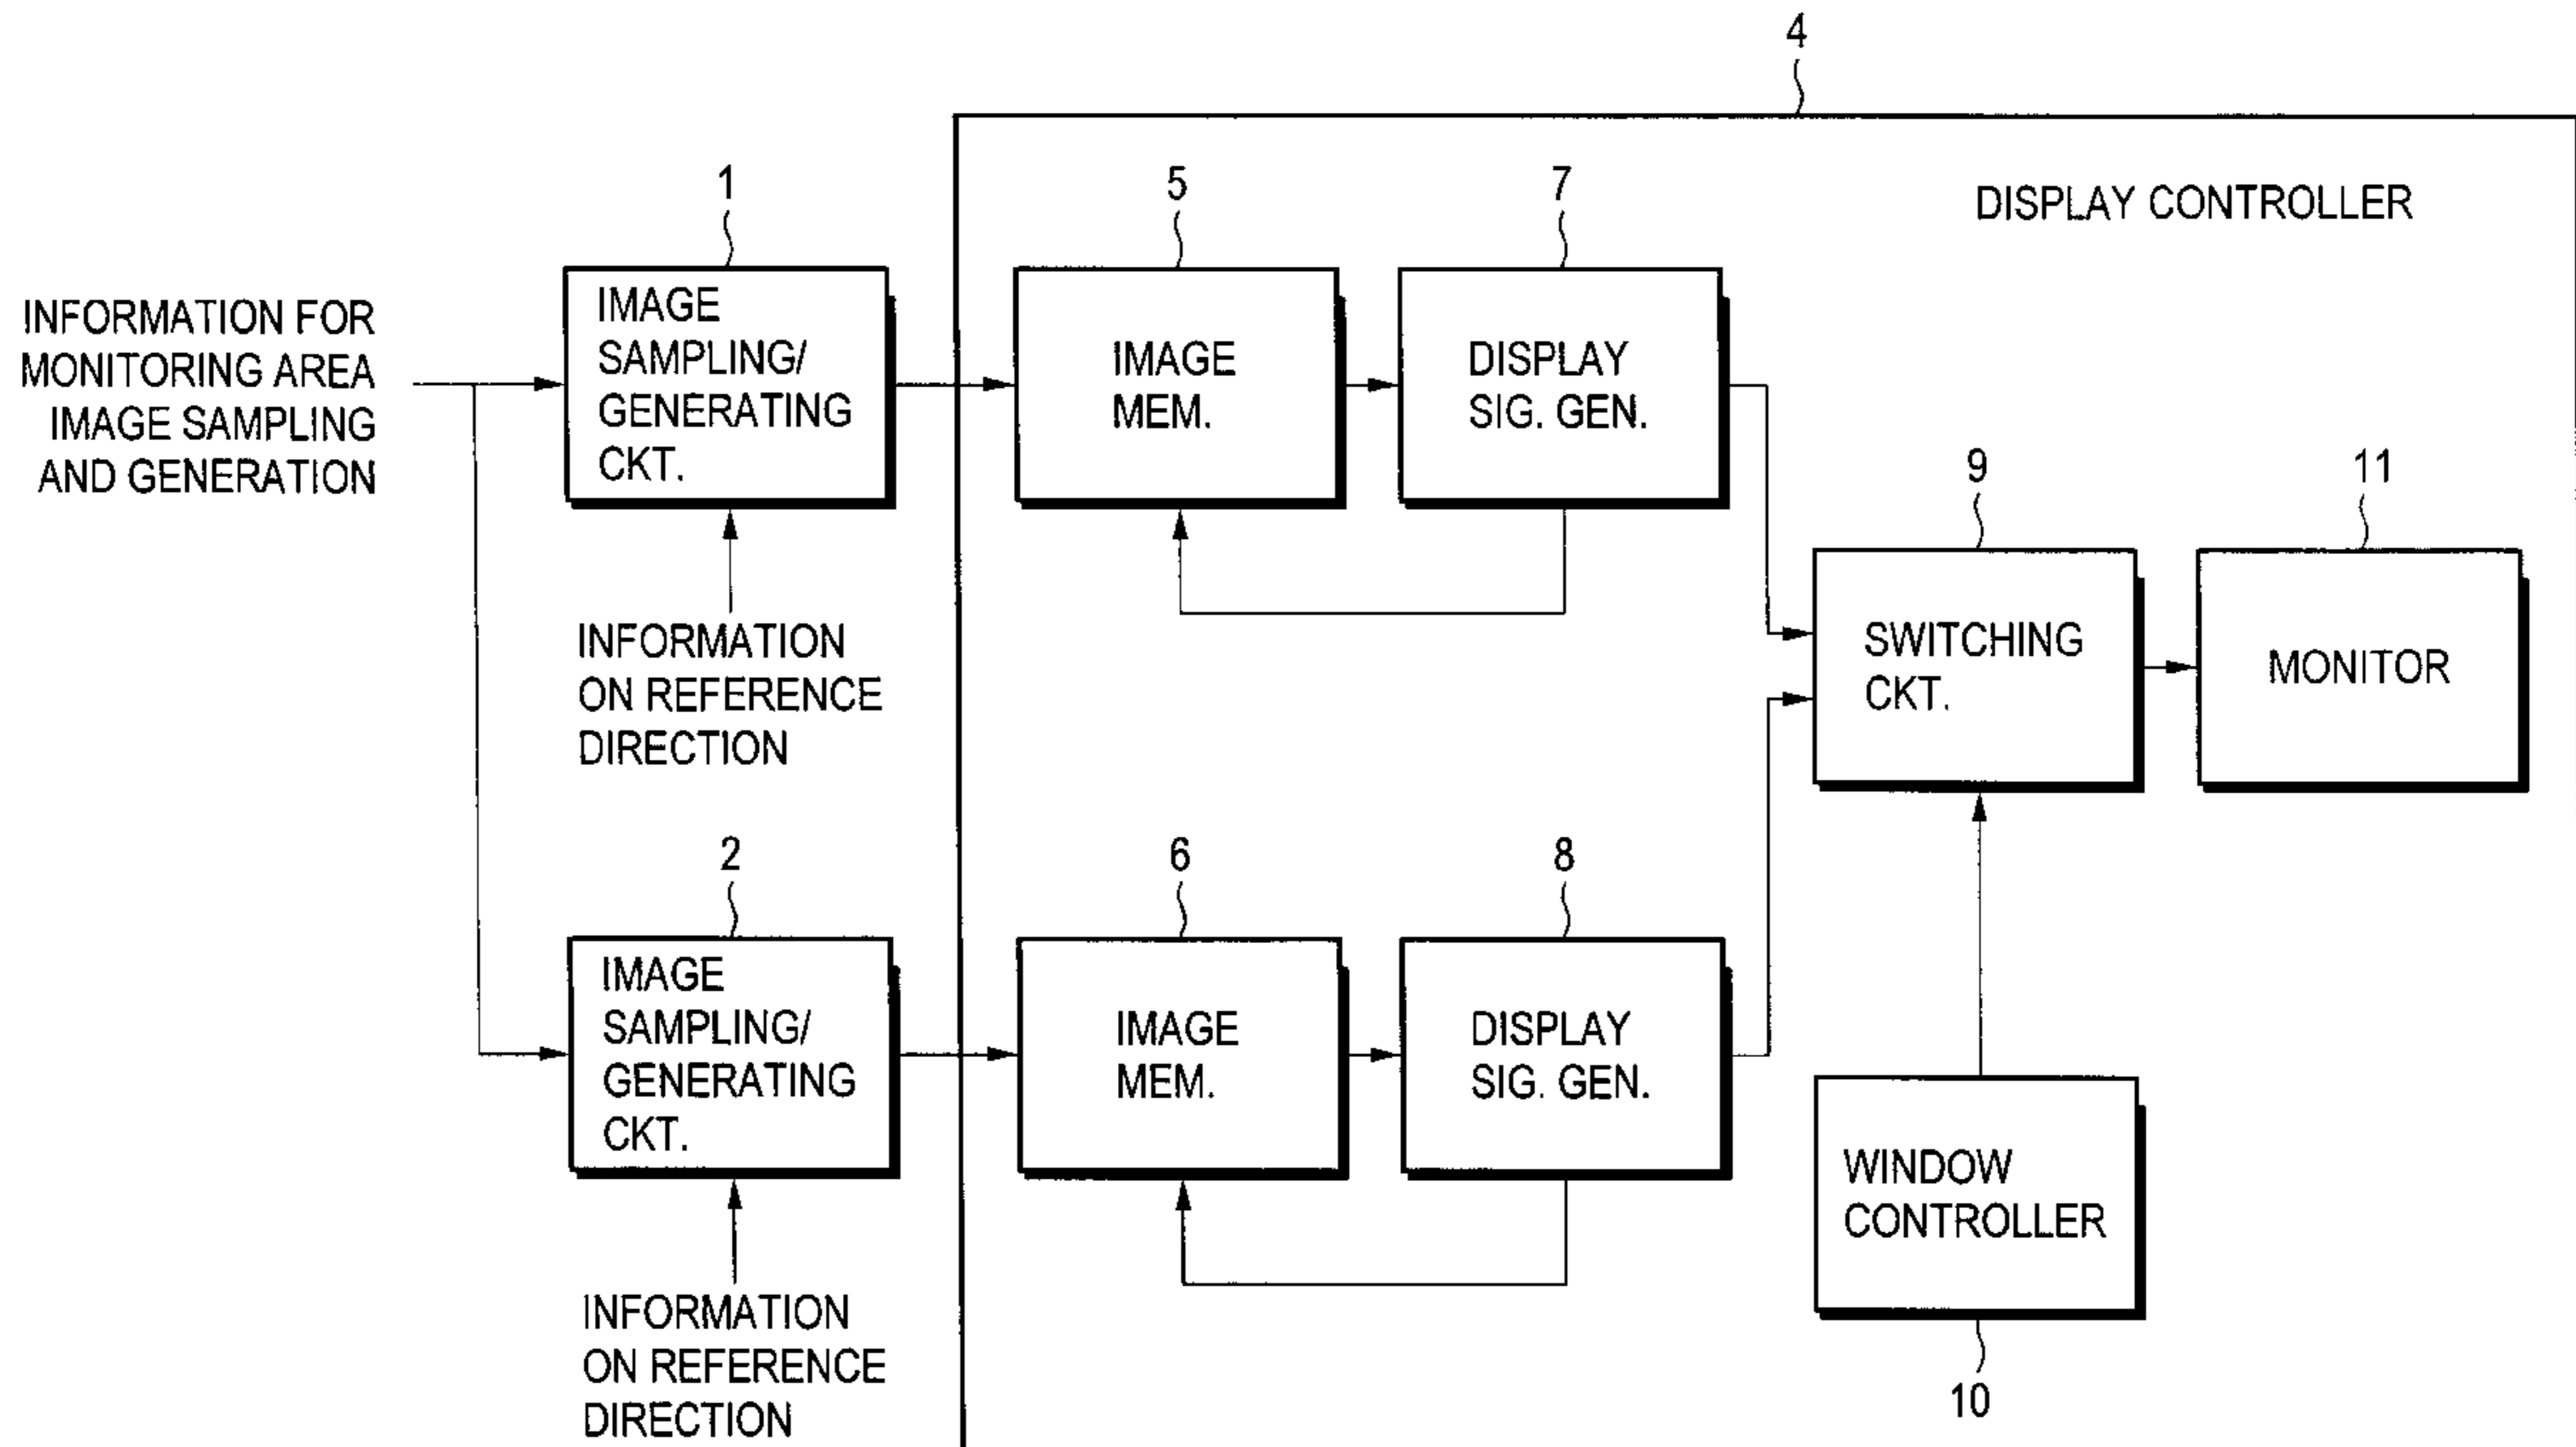 4
DISPLAY CONTROLLER
1
5
7
INFORMATION FOR
MONITORING AREA
IMAGE SAMPLING
AND GENERATION
IMAGE
SAMPLING/
GENERATING
CKT.
IMAGE
MEM.
DISPLAY
SIG. GEN.
9
11
INFORMATION
ON REFERENCE
DIRECTION
SWITCHING
CKT.
MONITOR
2
6
8
IMAGE
SAMPLING/
GENERATING
CKT.
IMAGE
MEM.
DISPLAY
SIG. GEN.
WINDOW
CONTROLLER
INFORMATION
ON REFERENCE
DIRECTION
10